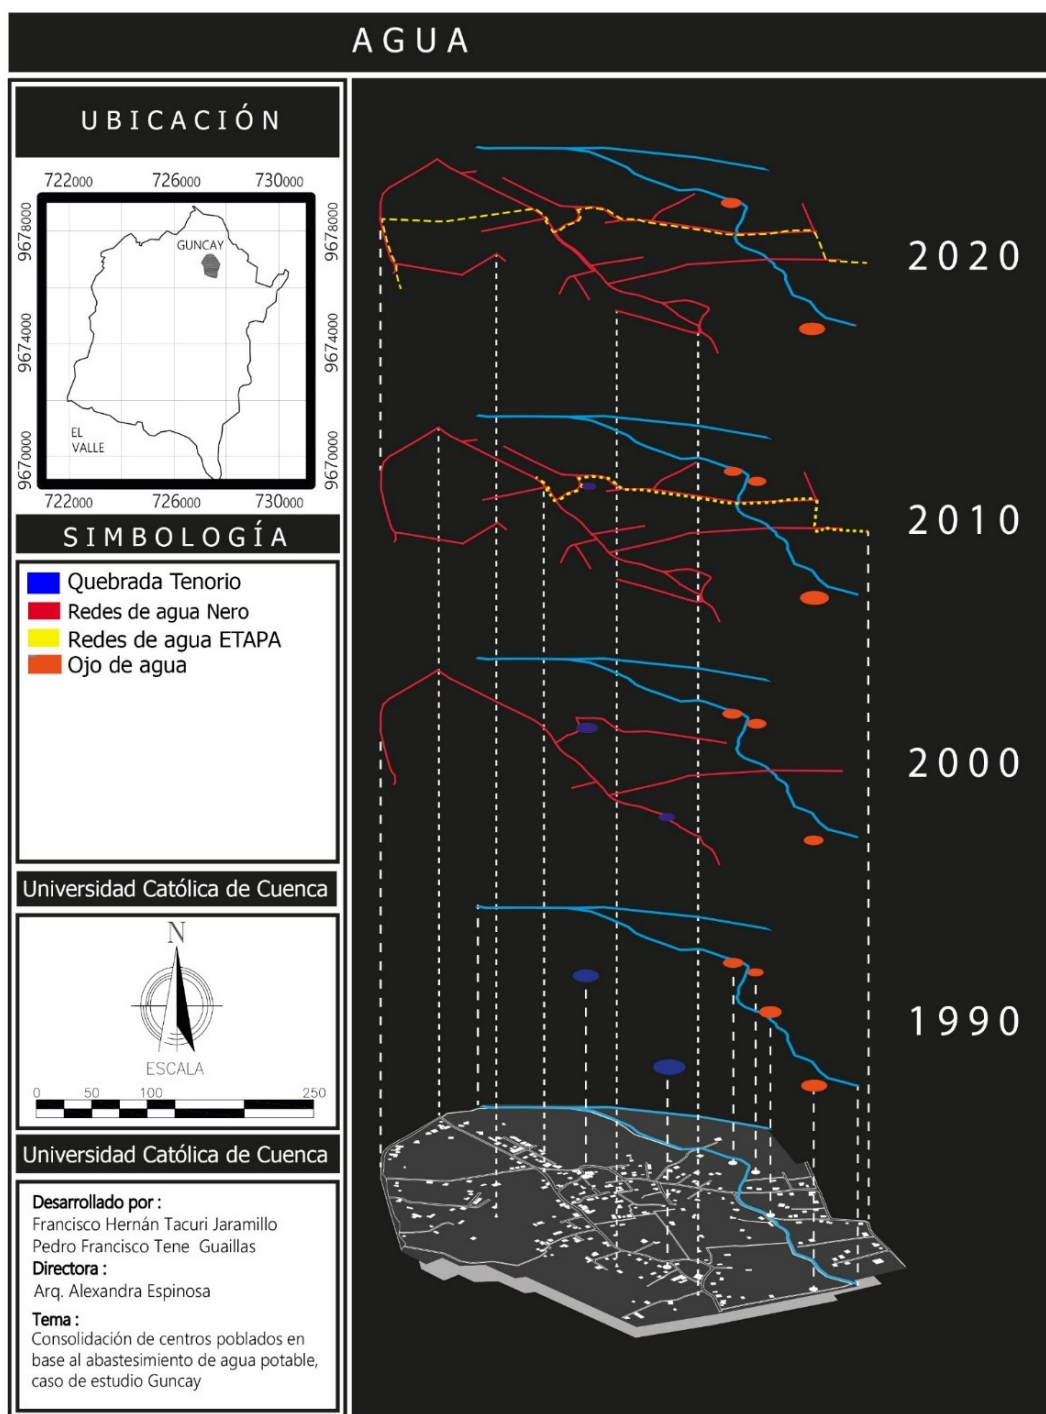 AGUA
UBICACIÓN
722000 726000 730000
9678000 9678000
GUNCAY
9674000 9674000
EL
VALLE
9670000 9670000
722000 726000 730000
SIMBOLOGÍA
Quebrada Tenorio
Redes de agua Nero
Redes de agua ETAPA
Ojo de agua
Universidad Católica de Cuenca
N
ESCALA
0 50 100 250
Universidad Católica de Cuenca
Desarrollado por :
Francisco Hernán Tacuri Jaramillo
Pedro Francisco Tene Guaillas
Directora :
Arq. Alexandra Espinosa
Tema :
Consolidación de centros poblados en
base al abastesimiento de agua potable,
caso de estudio Guncay
2020
2010
2000
1990